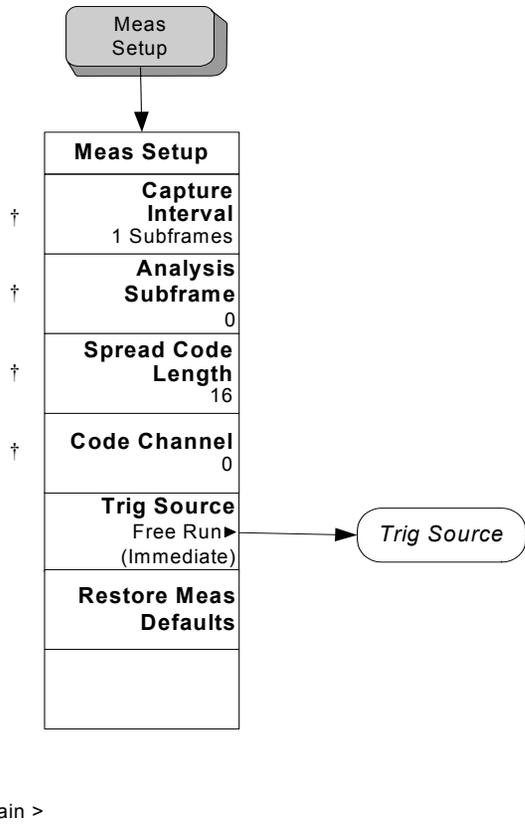 Meas
Setup
Meas Setup
Capture
† Interval
1 Subframes
Analysis
† Subframe
0
Spread Code
† Length
16
† Code Channel
0
Trig Source
Free Run► Trig Source
(Immediate)
Restore Meas
Defaults
ain >